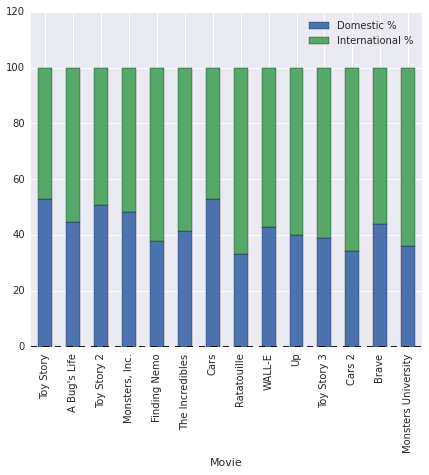 120
100
80
60
40
20
0
Domestic %
International %
Toy Story
A Bug's Life
Toy Story 2
Monsters, Inc.
Finding Nemo
The Incredibles
Cars
Ratatouille
WALL-E
Up
Toy Story 3
Cars 2
Brave
Monsters University
Movie